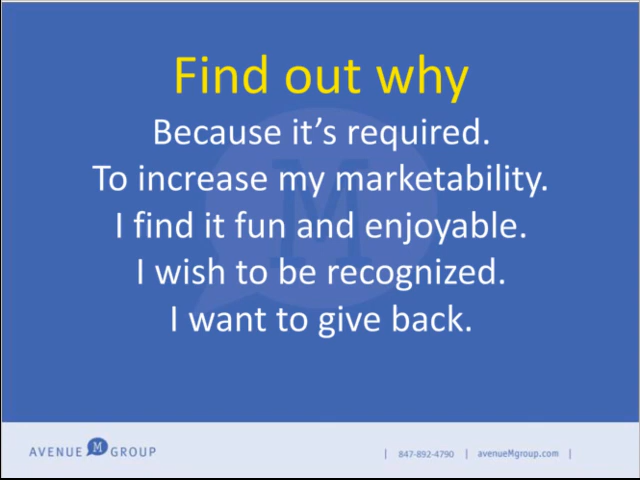 Find out why
Because it's required.
To increase my marketability.
I find it fun and enjoyable.
I wish to be recognized.
I want to give back.
AVENUE M GROUP
| 847-892-4790 | avenueMgroup.com |